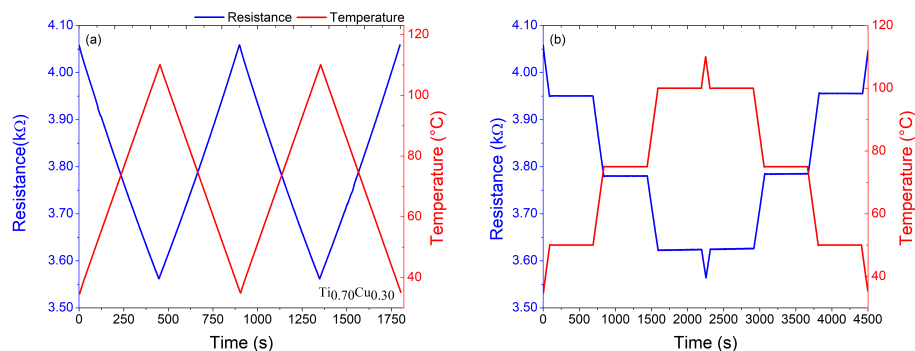 Resistance Temperature
(a)
4.10
4.00
3.90
3.80
3.70
3.60
3.50
Resistance(kΩ)
120
100
80
60
40
Temperature (°C)
Ti0.70Cu0.30
0 250 500 750 1000 1250 1500 1750
Time (s)
(b)
4.10
4.00
3.90
3.80
3.70
3.60
3.50
Resistance (kΩ)
120
100
80
60
40
Temperature (°C)
0 500 1000 1500 2000 2500 3000 3500 4000 4500
Time (s)